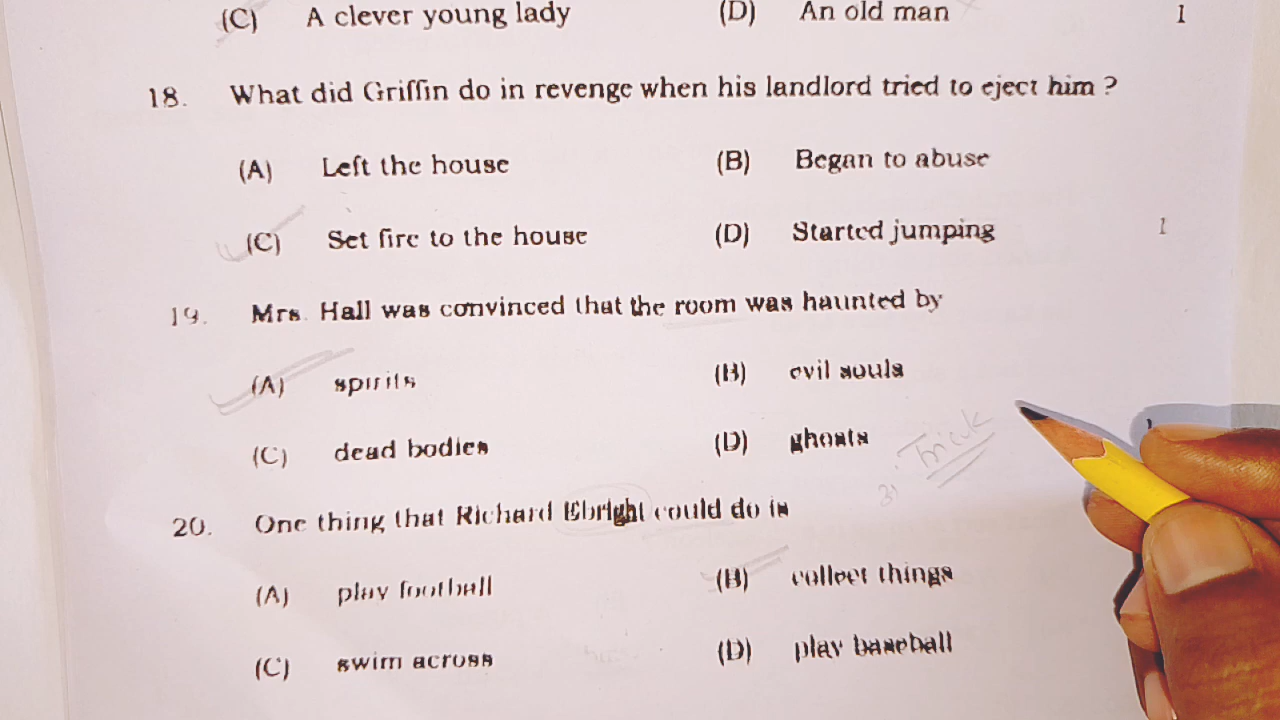 (C) A clever young lady (D) An old man 1
18. What did Griffin do in revenge when his landlord tried to eject him ?
(A) Left the house (B) Began to abuse
(C) Set fire to the house (D) Started jumping 1
19. Mrs. Hall was convinced that the room was haunted by
(A) spirits (B) evil souls
(C) dead bodies (D) ghosts
3) Trick
20. One thing that Richard Ebright could do is
(A) play football (B) collect things
(C) swim across (D) play baseball